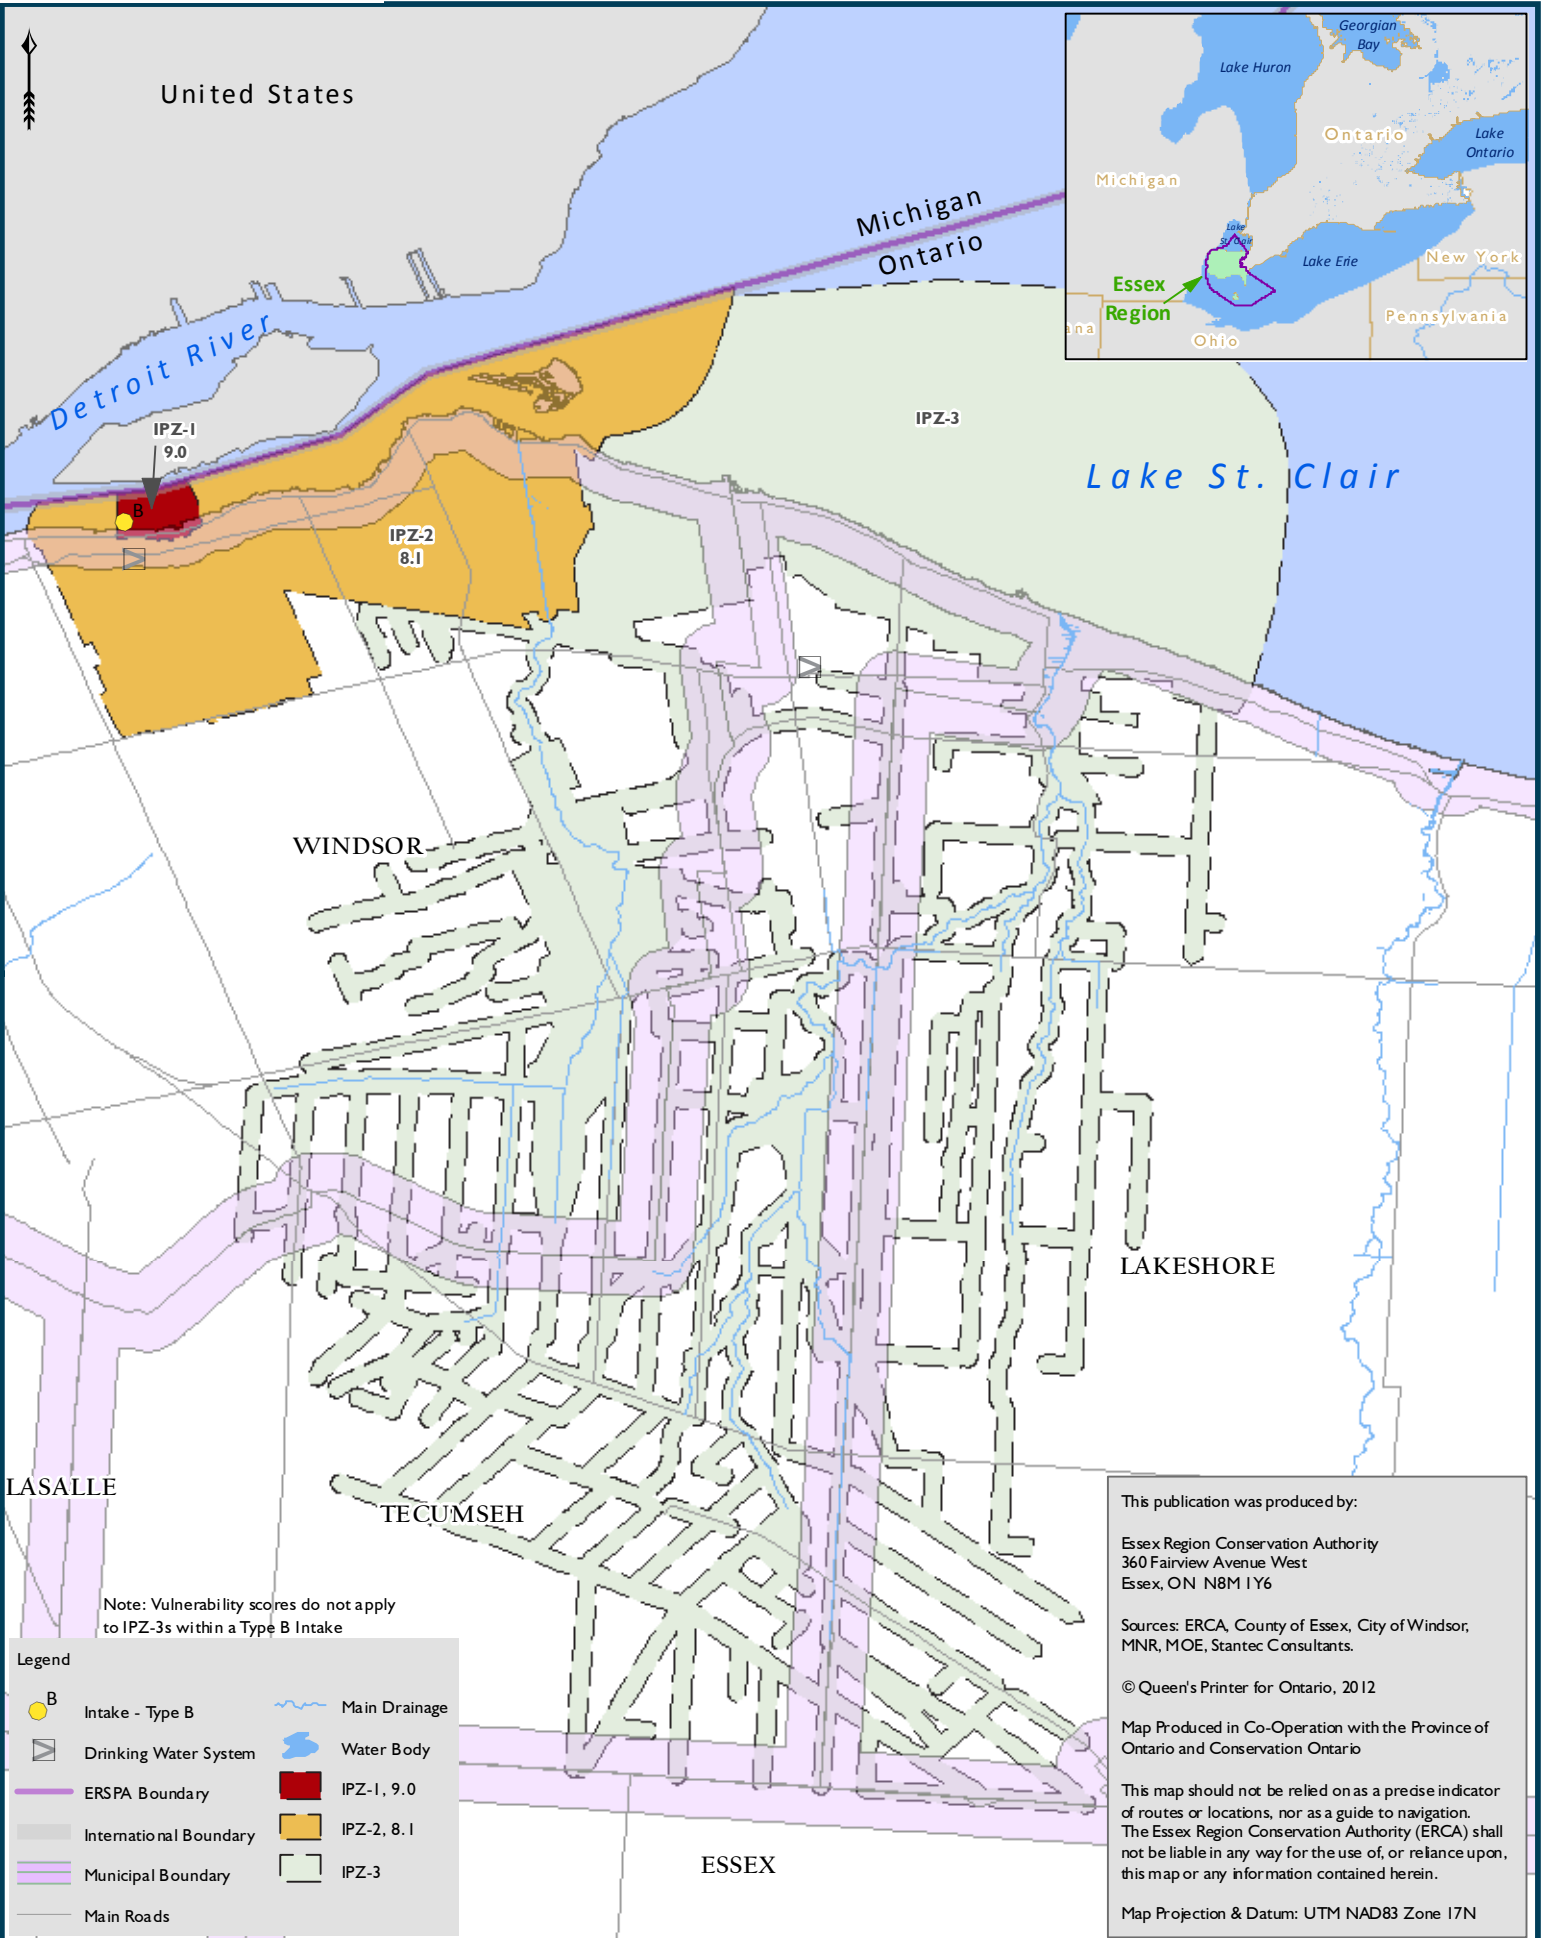 United States
Michigan
Ontario
Detroit River
IPZ-1
9.0
B
IPZ-2
8.1
IPZ-3
Lake St. Clair
Georgian
Bay
Lake Huron
Ontario
Lake
Ontario
Michigan
Lake
St. Clair
Lake Erie
New York
Essex
Region
Pennsylvania
ana
Ohio
WINDSOR
LAKESHORE
LASALLE
TECUMSEH
ESSEX
Note: Vulnerability scores do not apply
to IPZ-3s within a Type B Intake
Legend
B
Intake - Type B
Drinking Water System
ERSPA Boundary
International Boundary
Municipal Boundary
Main Roads
Main Drainage
Water Body
IPZ-1, 9.0
IPZ-2, 8.1
IPZ-3
This publication was produced by:
Essex Region Conservation Authority
360 Fairview Avenue West
Essex, ON N8M 1Y6
Sources: ERCA, County of Essex, City of Windsor,
MNR, MOE, Stantec Consultants.
© Queen's Printer for Ontario, 2012
Map Produced in Co-Operation with the Province of
Ontario and Conservation Ontario
This map should not be relied on as a precise indicator
of routes or locations, nor as a guide to navigation.
The Essex Region Conservation Authority (ERCA) shall
not be liable in any way for the use of, or reliance upon,
this map or any information contained herein.
Map Projection & Datum: UTM NAD83 Zone 17N